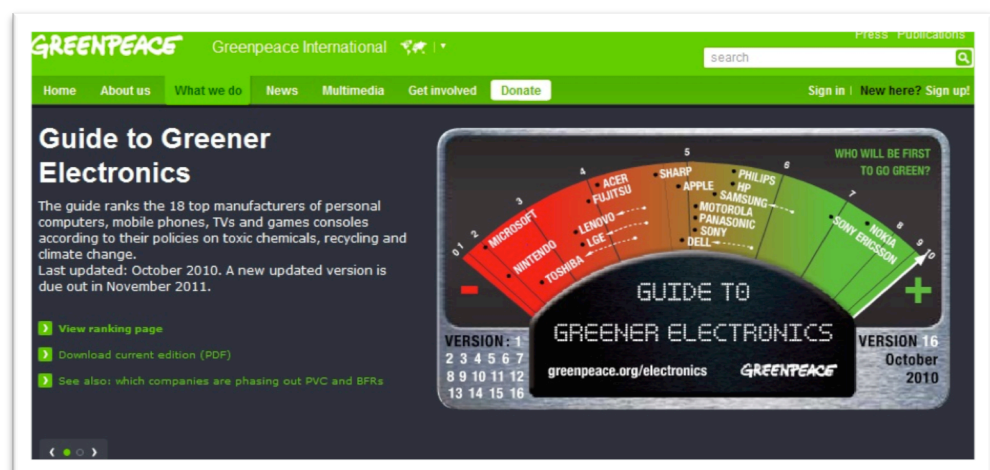 GREENPEACE Greenpeace International
Press Publications
search
Home About us What we do News Multimedia Get involved Donate Sign in | New here? Sign up!
Guide to Greener
Electronics
The guide ranks the 18 top manufacturers of personal
computers, mobile phones, TVs and games consoles
according to their policies on toxic chemicals, recycling and
climate change.
Last updated: October 2010. A new updated version is
due out in November 2011.
View ranking page
Download current edition (PDF)
See also: which companies are phasing out PVC and BFRs
WHO WILL BE FIRST
TO GO GREEN?
0 1 2 3 4 5 6 7 8 9 10
MICROSOFT
NINTENDO
TOSHIBA
LGE
LENOVO
FUJITSU
ACER
SHARP
APPLE
PHILIPS
HP
SAMSUNG
MOTOROLA
PANASONIC
SONY
DELL
SONY ERICSSON
NOKIA
- +
GUIDE TO
GREENER ELECTRONICS
greenpeace.org/electronics GREENPEACE
VERSION: 1
2 3 4 5 6 7
8 9 10 11 12
13 14 15 16
VERSION 16
October
2010